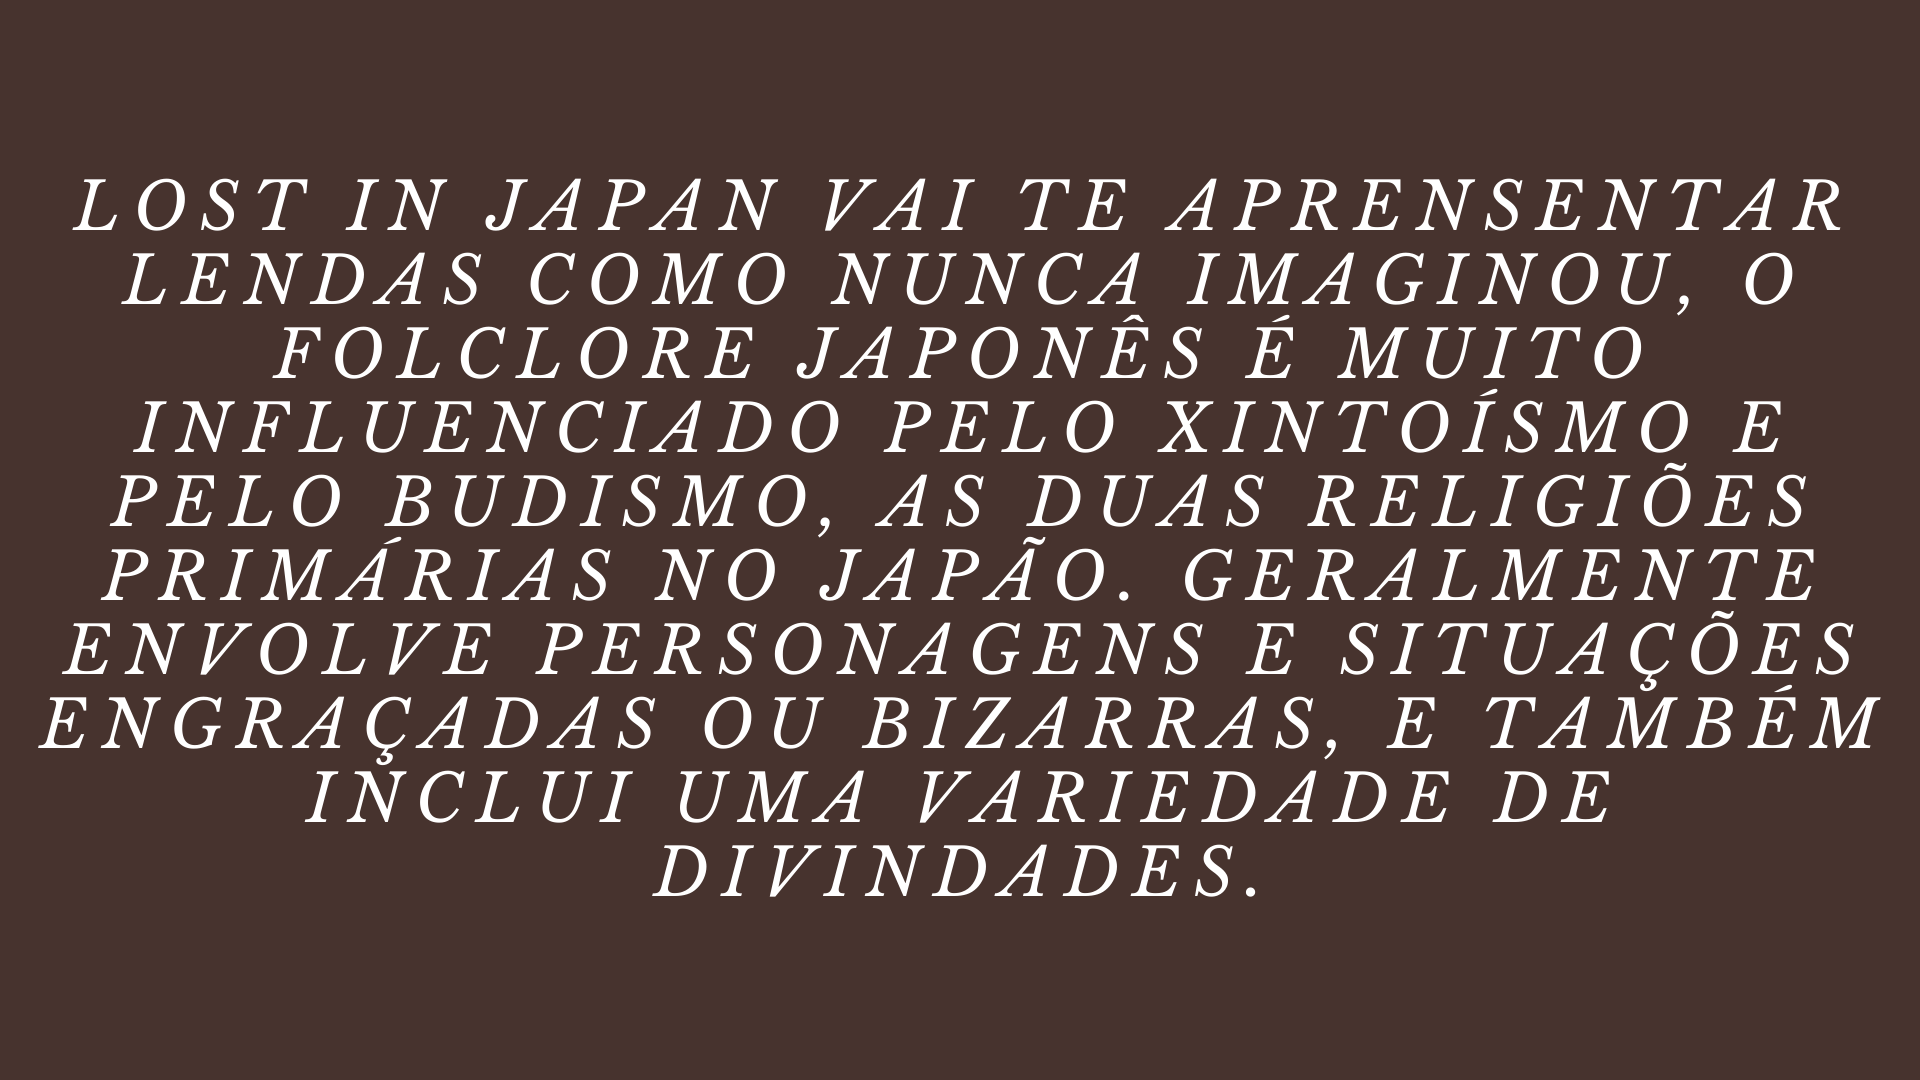 LOST IN JAPAN VAI TE APRENSENTAR
LENDAS COMO NUNCA IMAGINOU, O
FOLCLORE JAPONÊS É MUITO
INFLUENCIADO PELO XINTOÍSMO E
PELO BUDISMO, AS DUAS RELIGIÕES
PRIMÁRIAS NO JAPÃO. GERALMENTE
ENVOLVE PERSONAGENS E SITUAÇÕES
ENGRAÇADAS OU BIZARRAS, E TAMBÉM
INCLUI UMA VARIEDADE DE
DIVINDADES.